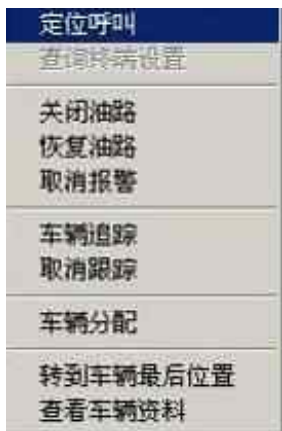 定位呼叫
查询终端设置
关闭油路
恢复油路
取消报警
车辆追踪
取消跟踪
车辆分配
转到车辆最后位置
查看车辆资料